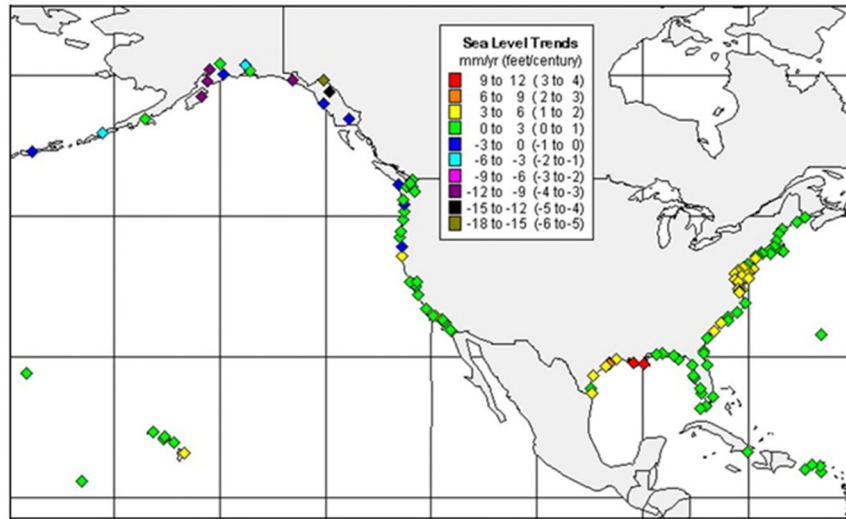 Sea Level Trends
mm/yr (feet/century)
9 to 12 (3 to 4)
6 to 9 (2 to 3)
3 to 6 (1 to 2)
0 to 3 (0 to 1)
-3 to 0 (-1 to 0)
-6 to -3 (-2 to -1)
-9 to -6 (-3 to -2)
-12 to -9 (-4 to -3)
-15 to -12 (-5 to -4)
-18 to -15 (-6 to -5)